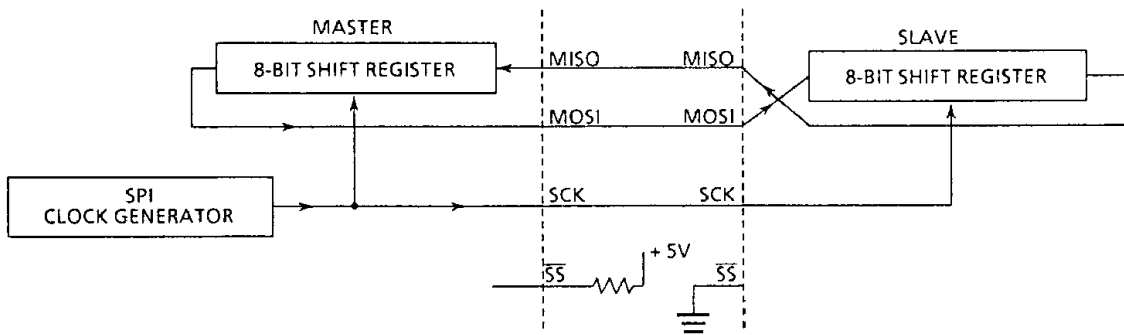 MASTER
SLAVE
8-BIT SHIFT REGISTER
MISO
MISO
8-BIT SHIFT REGISTER
MOSI
MOSI
SPI
CLOCK GENERATOR
SCK
SCK
+ 5V
SS
SS